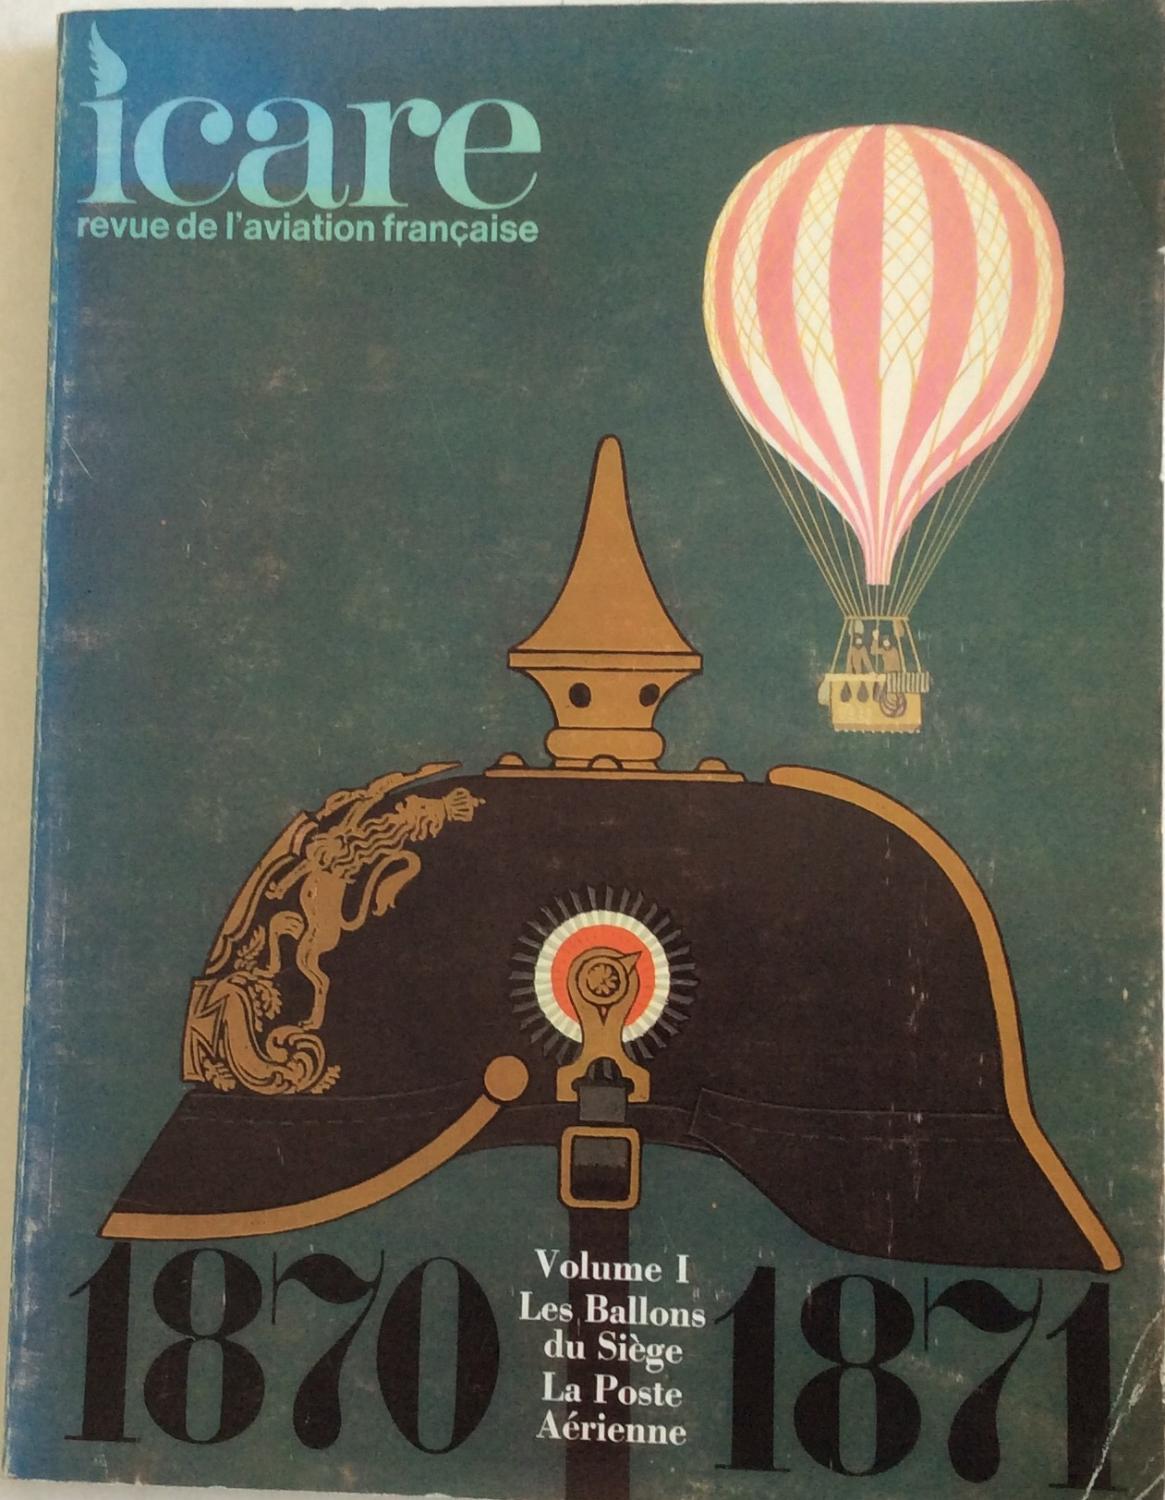 icare
revue de l'aviation française
1870
Volume I
Les Ballons
du Siège
La Poste
Aérienne
1871